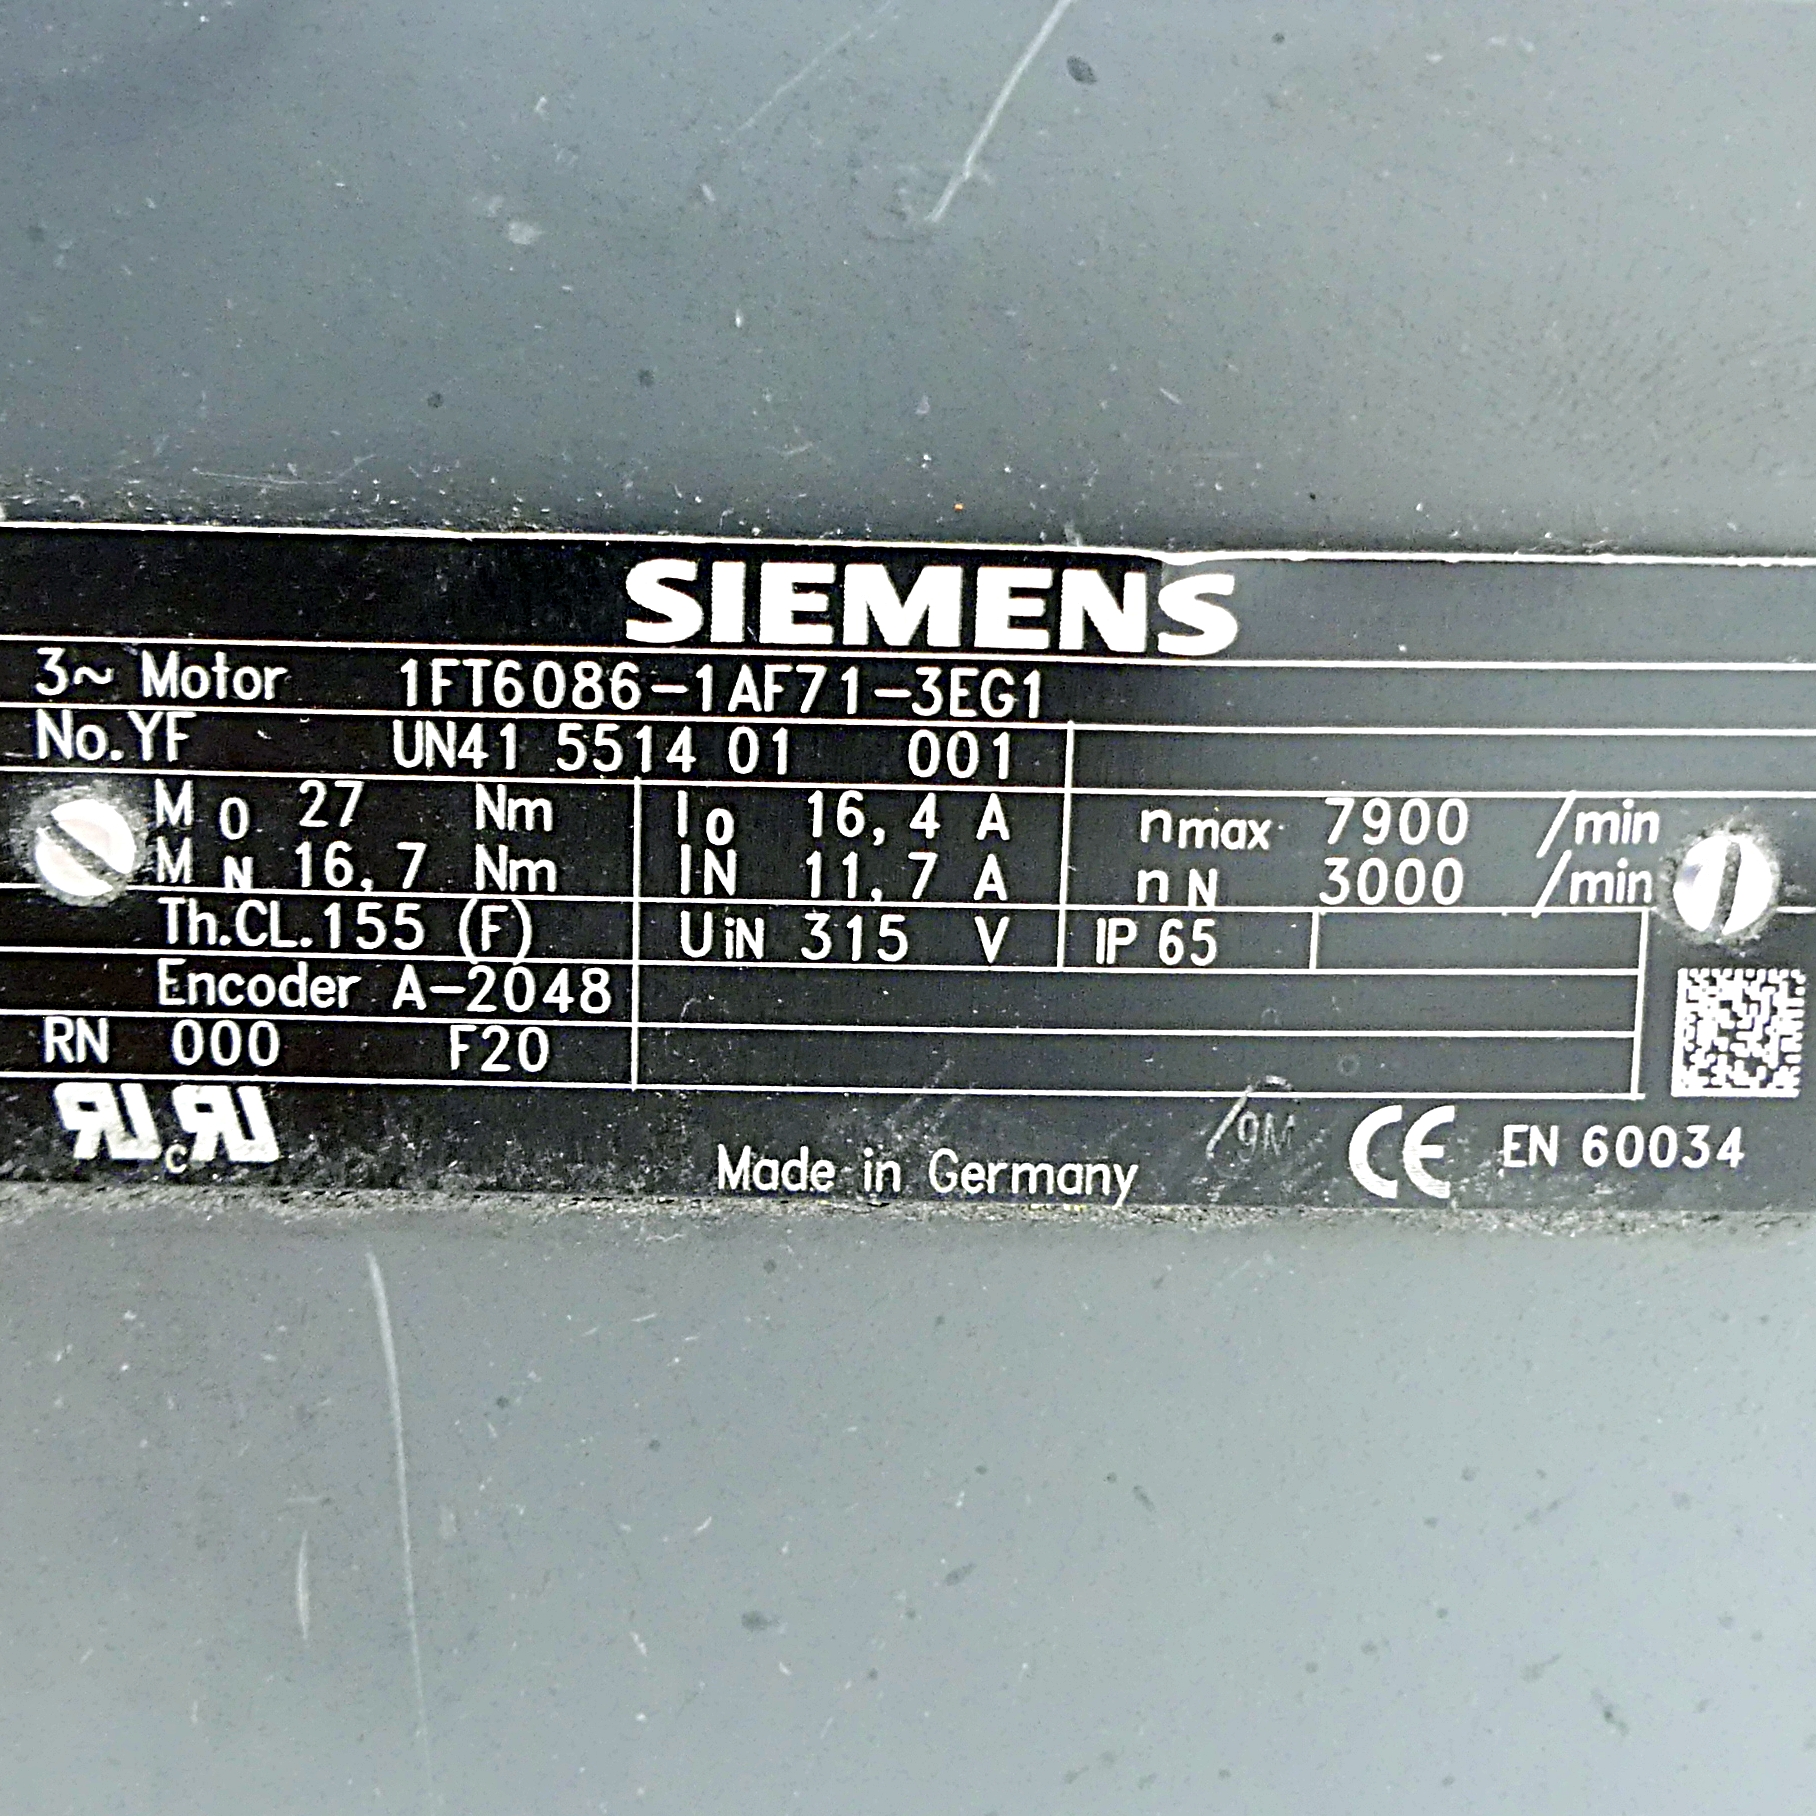 SIEMENS
3~ Motor 1FT6086-1AF71-3EG1
No.YF UN41 5514 01 001
M0 27 Nm I0 16,4 A nmax 7900 /min
MN 16,7 Nm IN 11,7 A nN 3000 /min
Th.CL.155 (F) UiN 315 V IP 65
Encoder A-2048
RN 000 F20
Made in Germany CE EN 60034